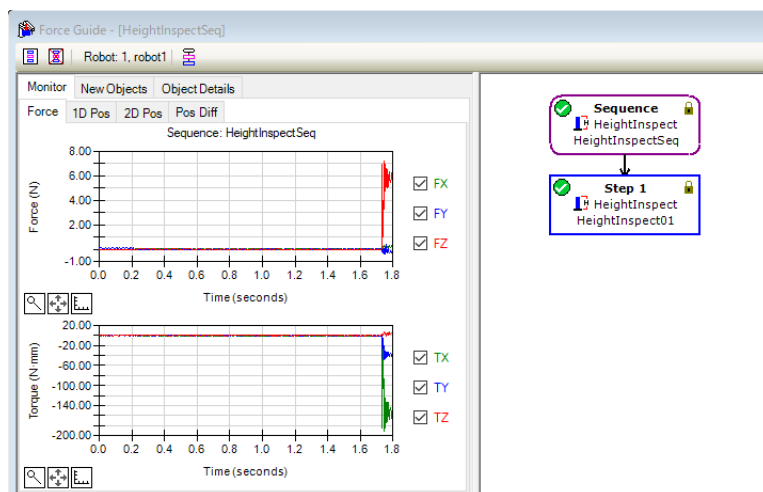 Force Guide - [HeightInspectSeq]
Robot: 1, robot1
Monitor New Objects Object Details
Force 1D Pos 2D Pos Pos Diff
Sequence: HeightInspectSeq
Force (N)
8.00
6.00
4.00
2.00
-1.00
0.0 0.2 0.4 0.6 0.8 1.0 1.2 1.4 1.6 1.8
Time (seconds)
FX
FY
FZ
Torque (N·mm)
20.00
-20.00
-60.00
-100.00
-140.00
-200.00
0.0 0.2 0.4 0.6 0.8 1.0 1.2 1.4 1.6 1.8
Time (seconds)
TX
TY
TZ
Sequence
HeightInspect
HeightInspectSeq
Step 1
HeightInspect
HeightInspect01